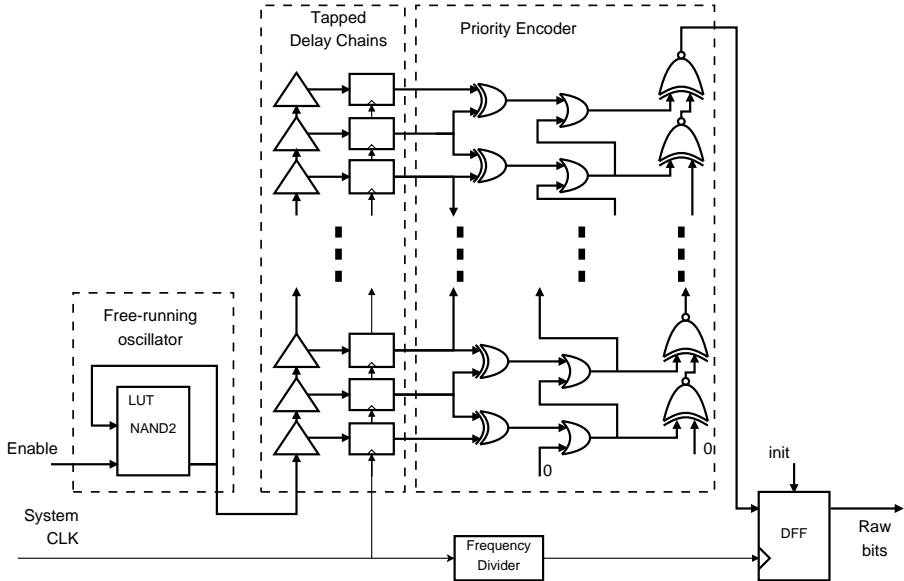 Tapped
Delay Chains
Priority Encoder
Free-running
oscillator
LUT
NAND2
Enable
0
0
init
System
CLK
Frequency
Divider
DFF
Raw
bits